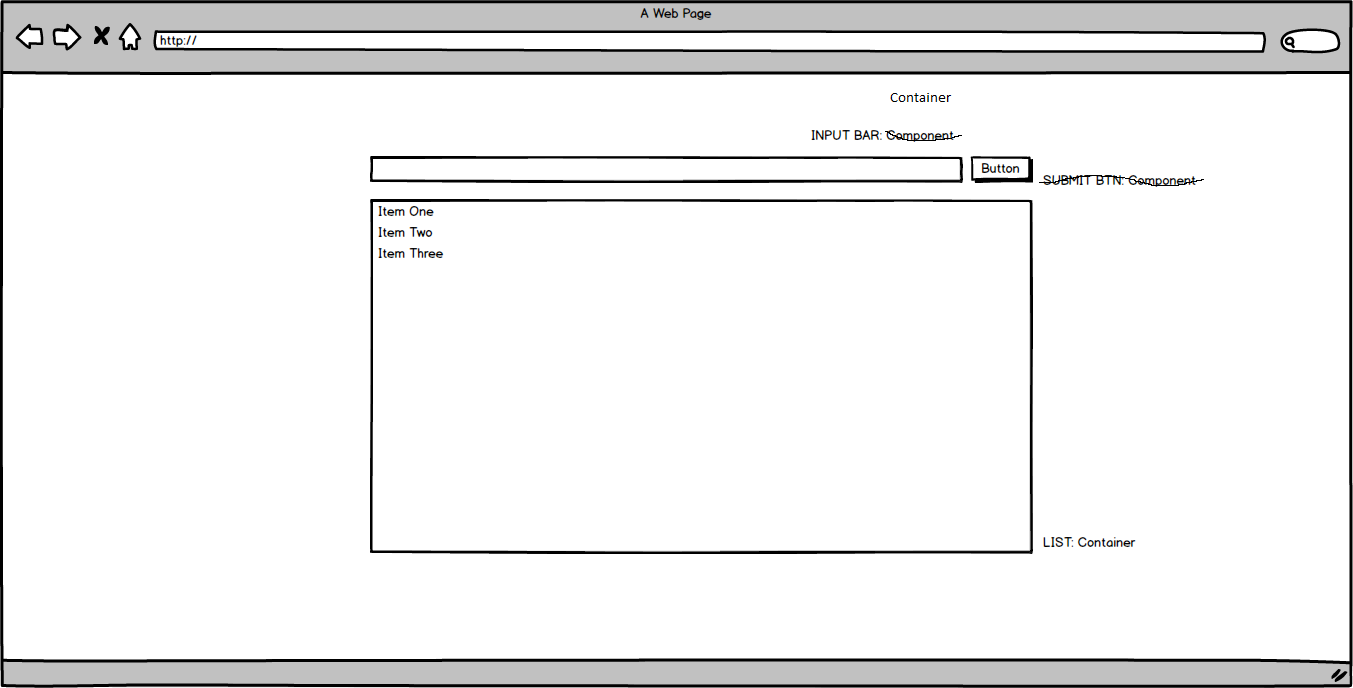 A Web Page
http://
Container
INPUT BAR: Component
Button
SUBMIT BTN: Component
Item One
Item Two
Item Three
LIST: Container